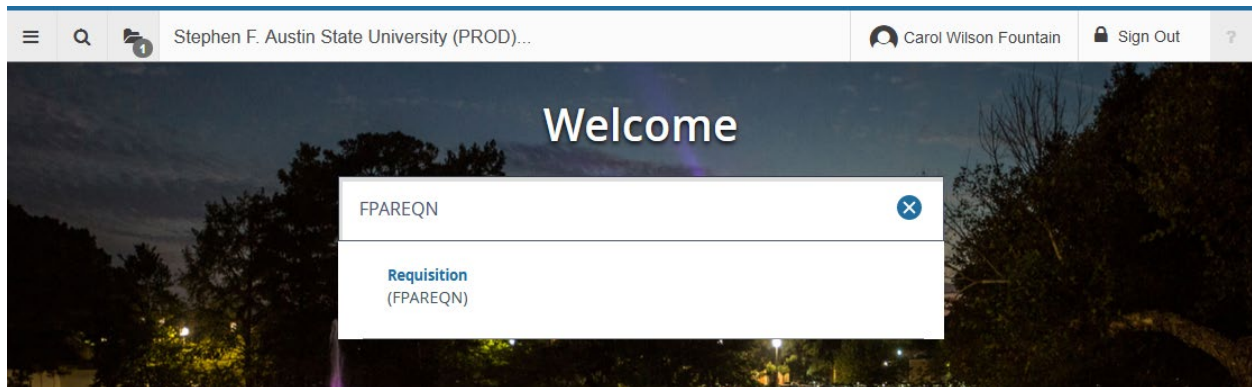 Stephen F. Austin State University (PROD)... Carol Wilson Fountain Sign Out ?
1
Welcome
FPAREQN
Requisition
(FPAREQN)